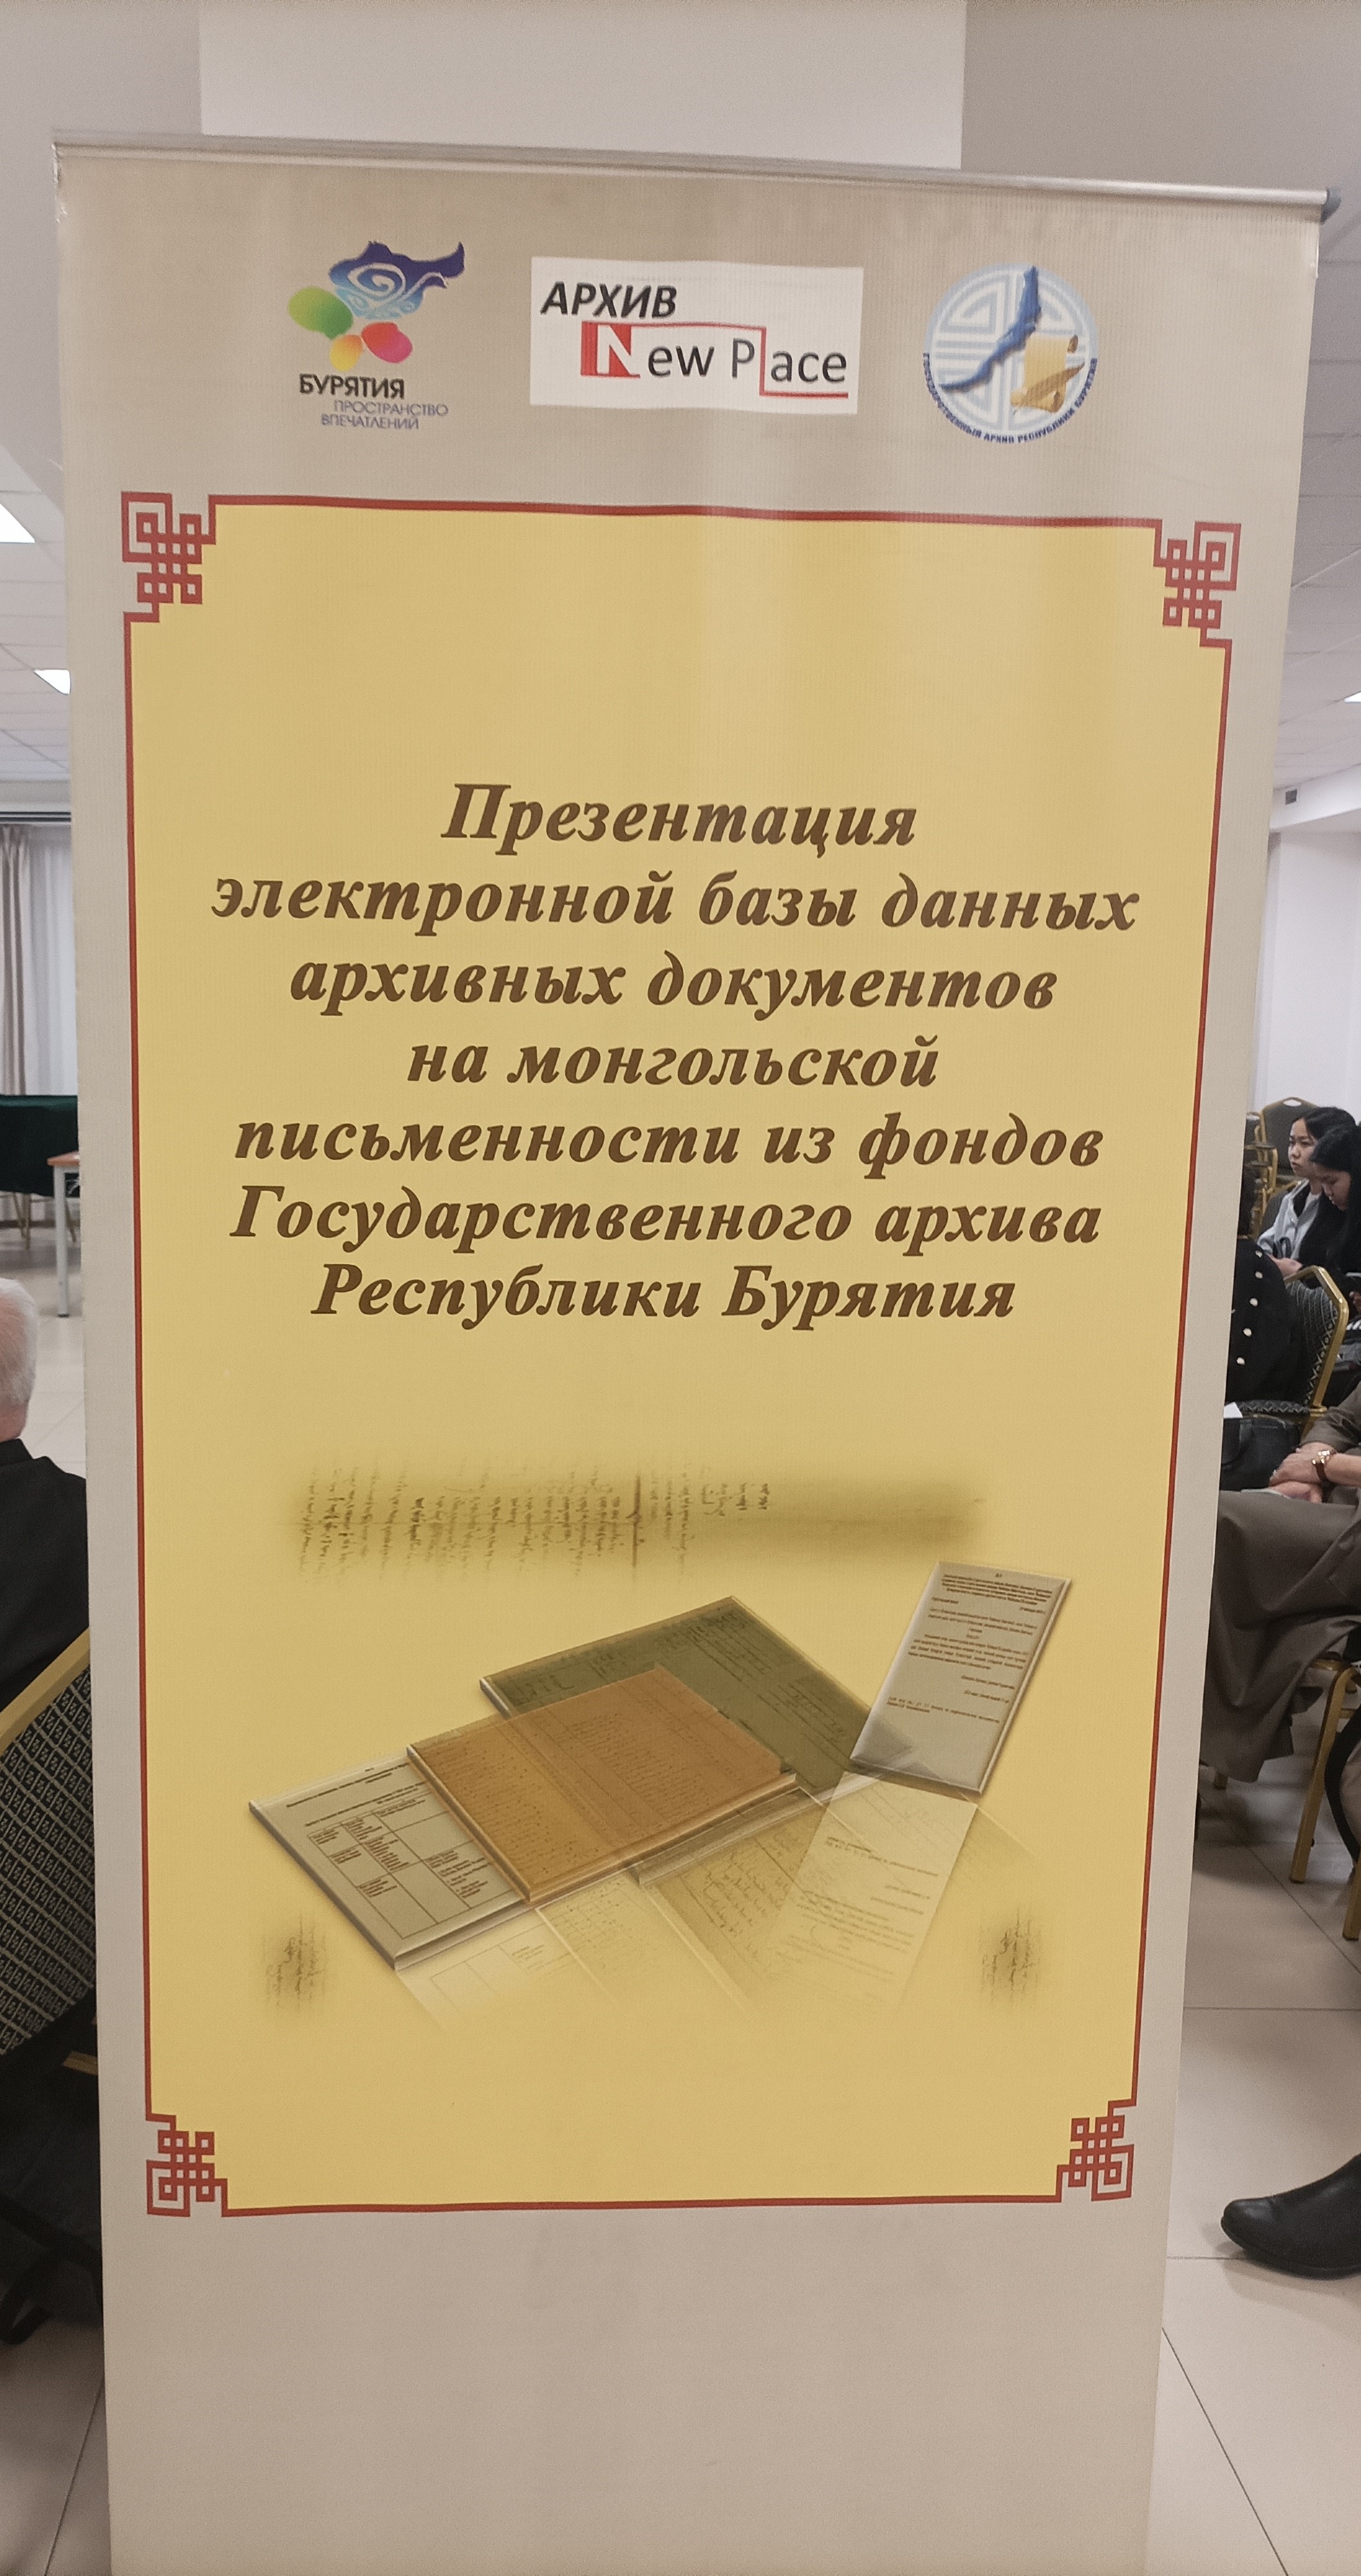 БУРЯТИЯ
ПРОСТРАНСТВО
ВПЕЧАТЛЕНИЙ
АРХИВ
New Place
ГОСУДАРСТВЕННЫЙ АРХИВ РЕСПУБЛИКИ БУРЯТИЯ
Презентация
электронной базы данных
архивных документов
на монгольской
письменности из фондов
Государственного архива
Республики Бурятия